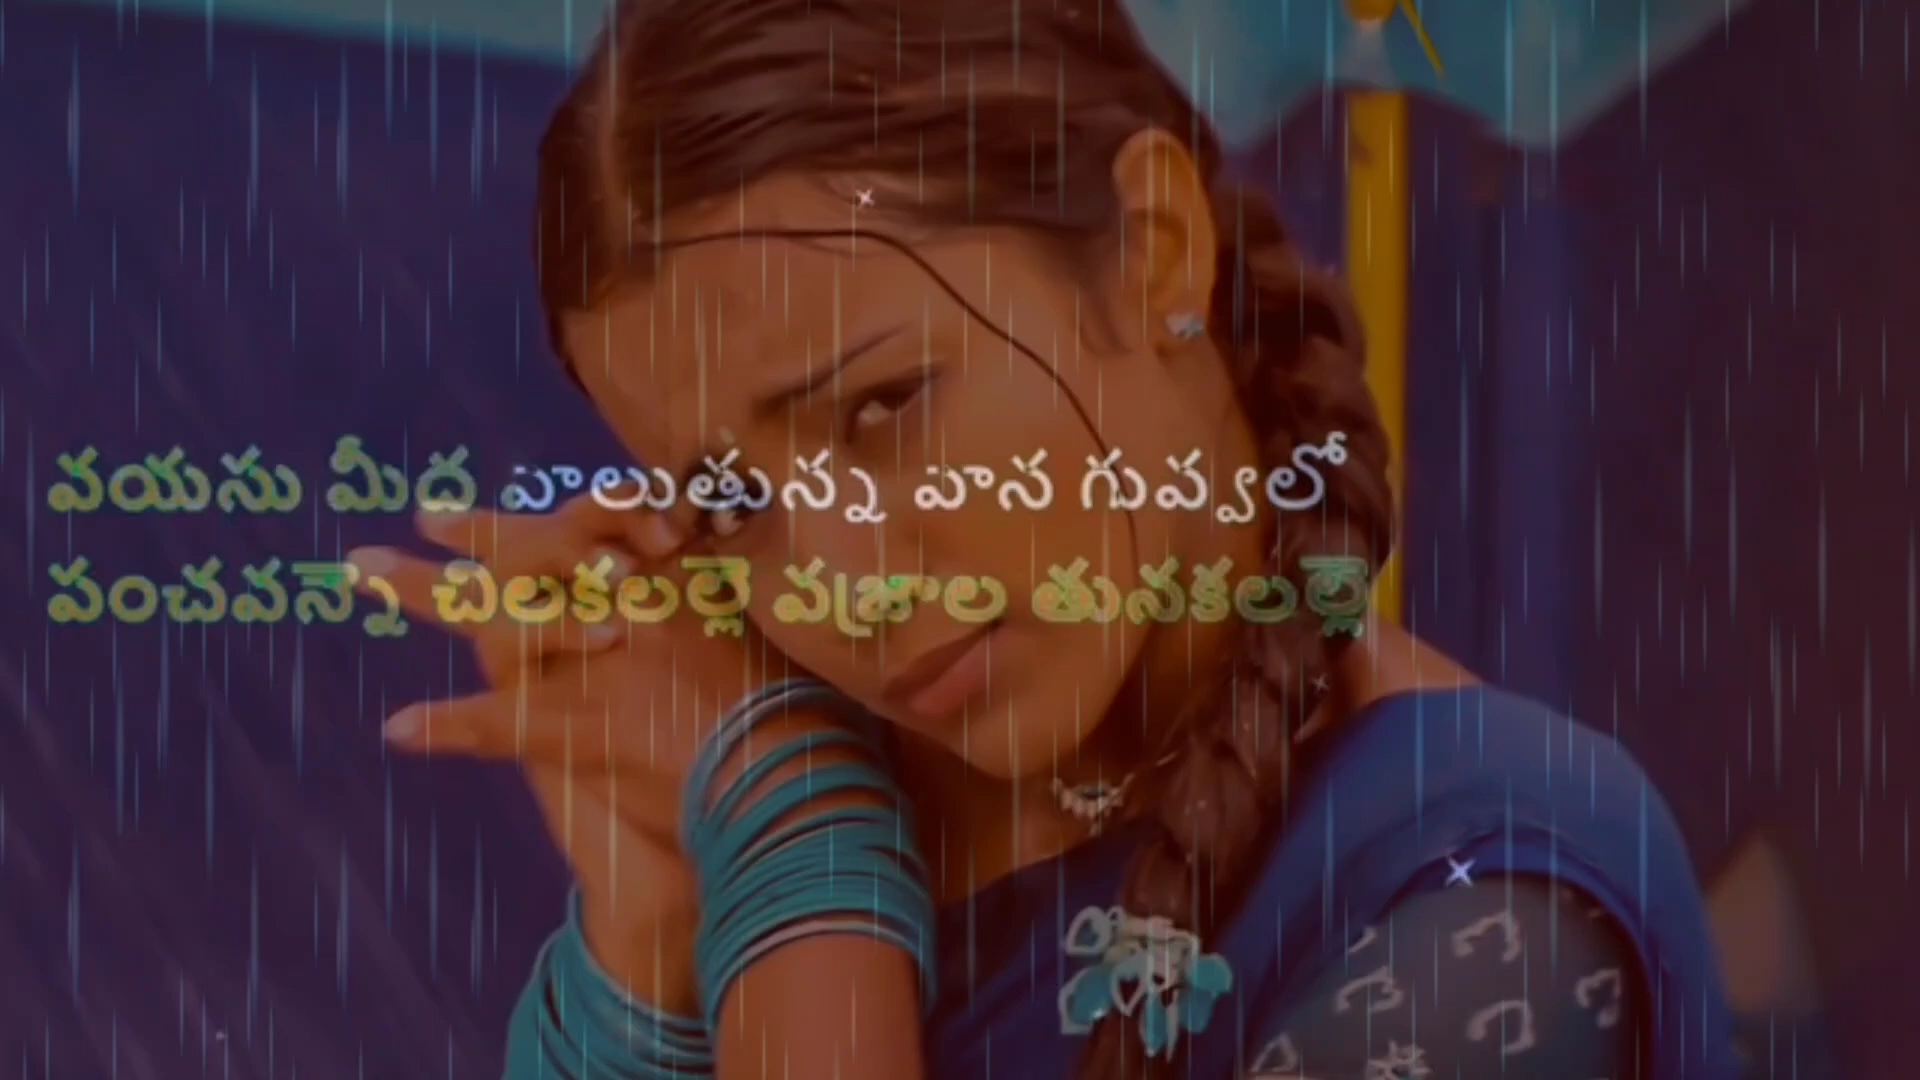 వయసు మీద వాలుతున్న వాన గువ్వలో
పంచవన్నె చిలకలల్లె వజ్రాల తునకలల్లె